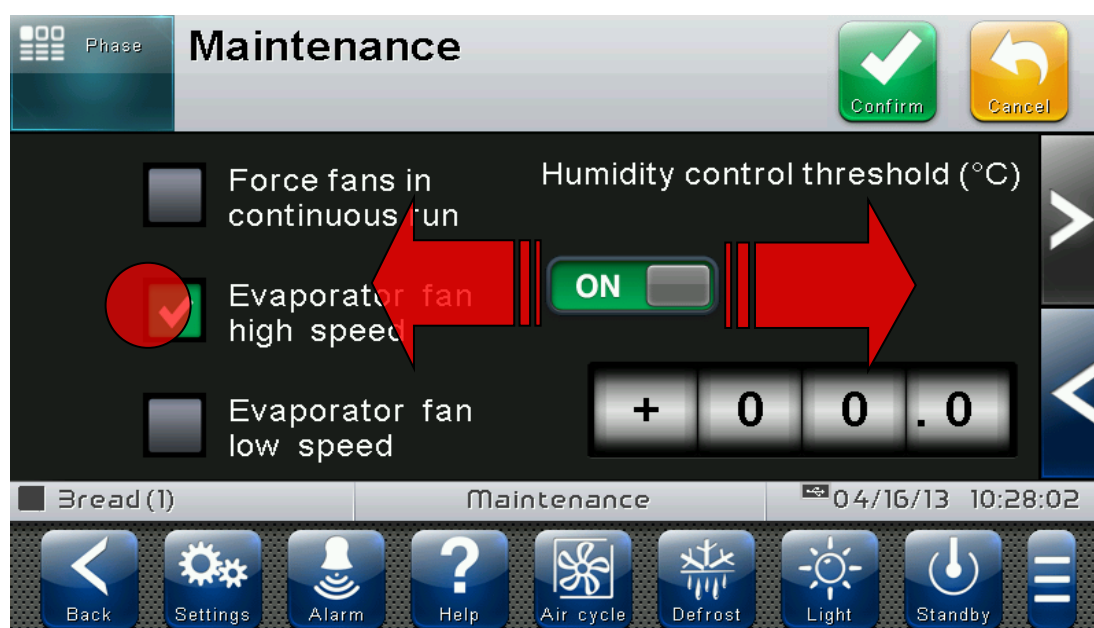 Phase
Maintenance
Confirm
Cancel
Force fans in
continuous run
Humidity control threshold (°C)
Evaporator fan
high speed
ON
Evaporator fan
low speed
+ 0 0 . 0
Bread (1)
Maintenance
04/16/13 10:28:02
Back
Settings
Alarm
?
Help
Air cycle
Defrost
Light
Standby